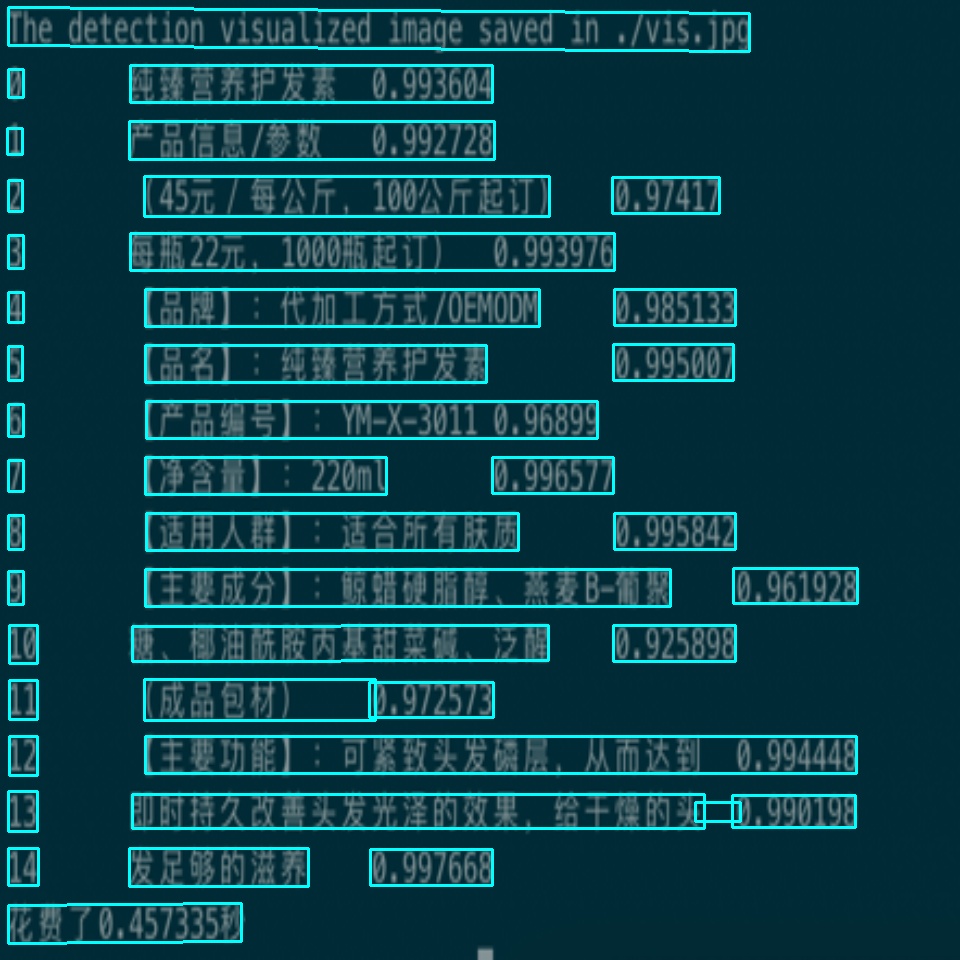 The detection visualized image saved in ./vis.jpg
0 纯臻营养护发素 0.993604
1 产品信息/参数 0.992728
2 (45元/每公斤, 100公斤起订) 0.97417
3 每瓶22元, 1000瓶起订) 0.993976
4 【品牌】: 代加工方式/OEMODM 0.985133
5 【品名】: 纯臻营养护发素 0.995007
6 【产品编号】: YM-X-3011 0.96899
7 【净含量】: 220ml 0.996577
8 【适用人群】: 适合所有肤质 0.995842
9 【主要成分】: 鲸蜡硬脂醇、燕麦B-葡聚 0.961928
10 糖、椰油酰胺丙基甜菜碱、泛醒 0.925898
11 (成品包材) 0.972573
12 【主要功能】: 可紧致头发磷层, 从而达到 0.994448
13 即时持久改善头发光泽的效果, 给干燥的头 0.990198
14 发足够的滋养 0.997668
花费了0.457335秒